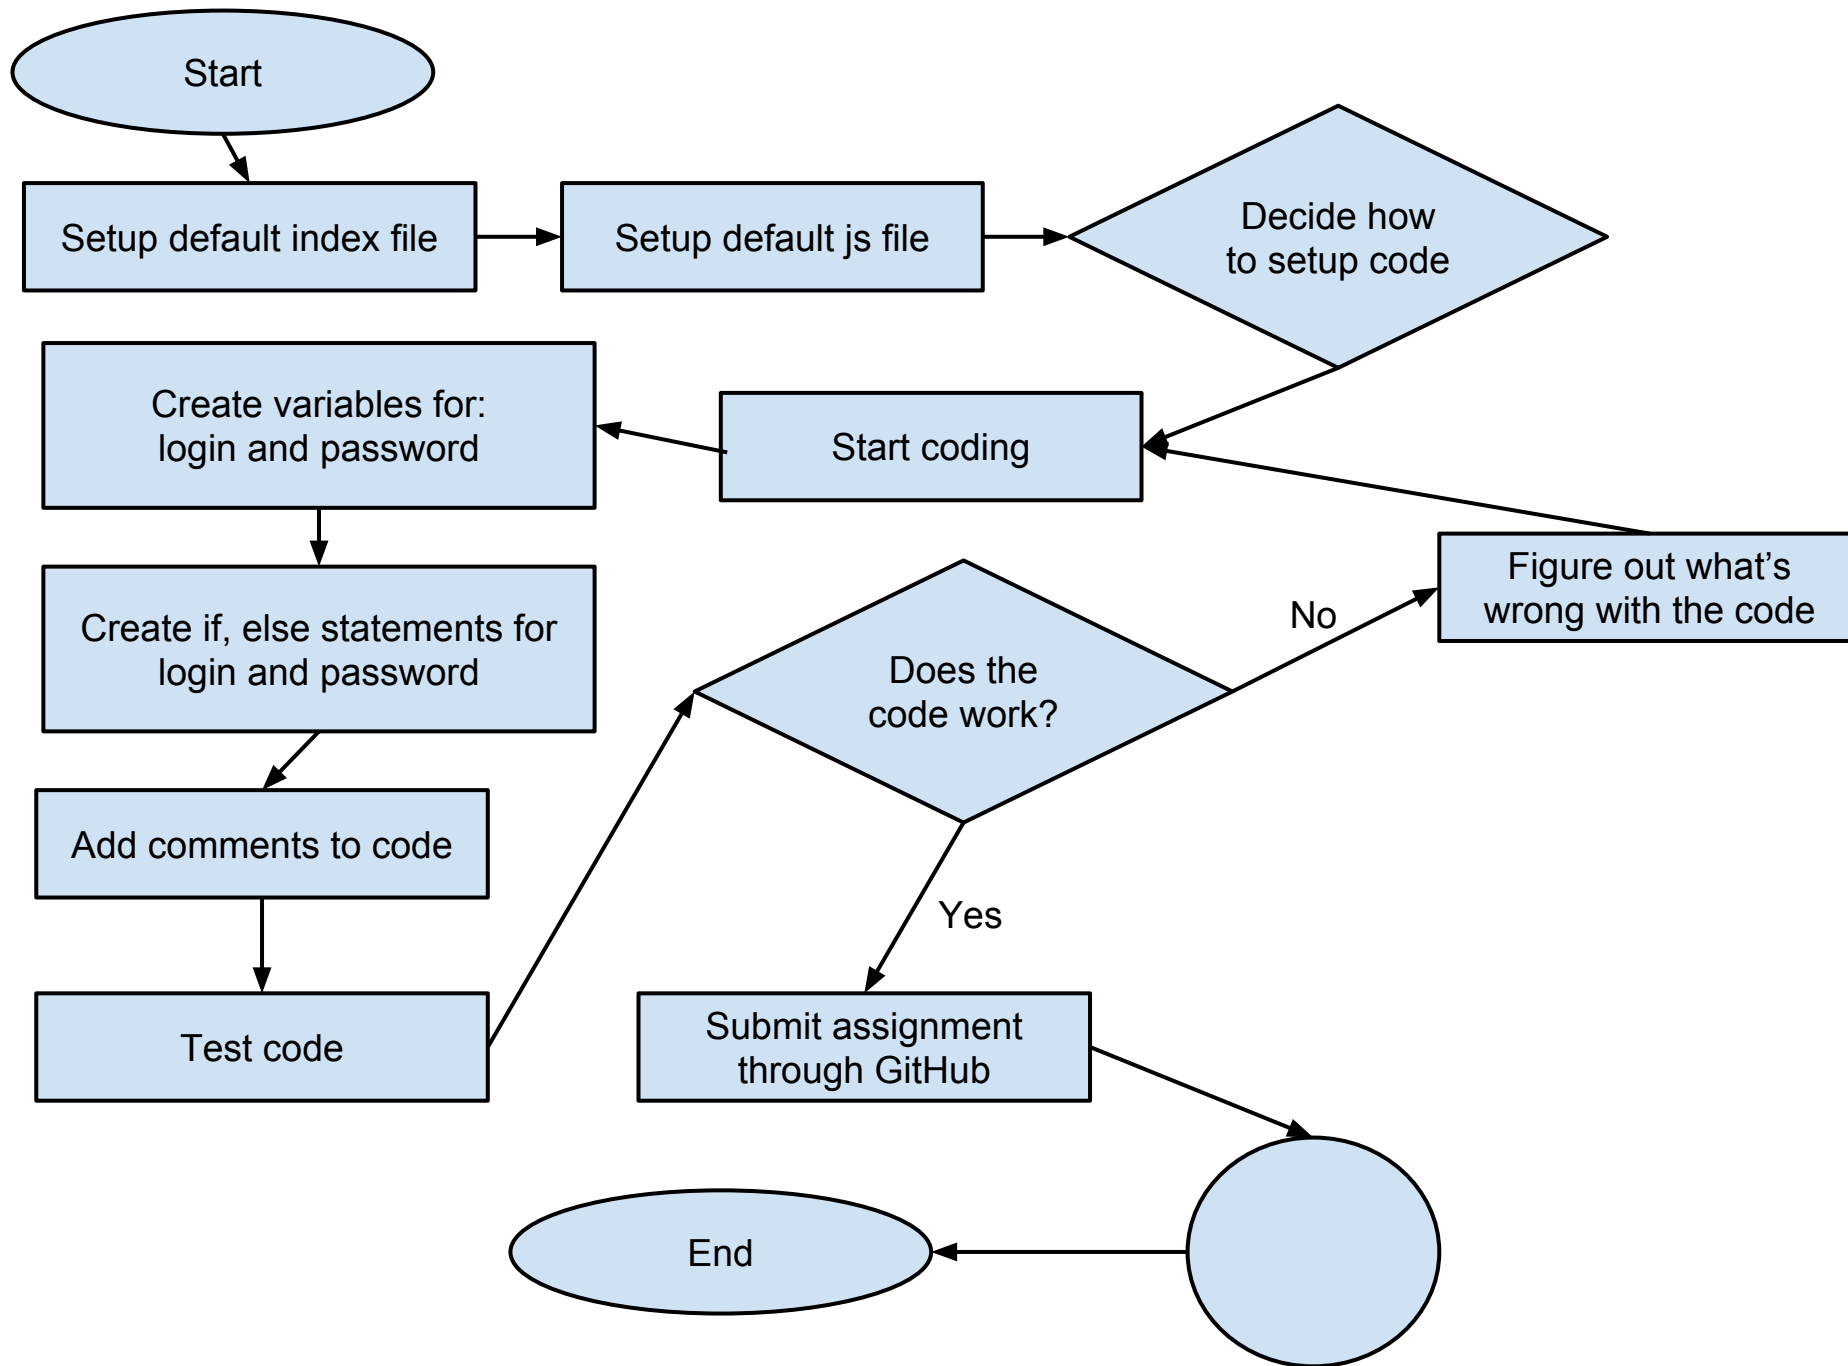 Start
Setup default index file
Setup default js file
Decide how
to setup code
Start coding
Create variables for:
login and password
Create if, else statements for
login and password
Add comments to code
Test code
Does the
code work?
No
Figure out what’s
wrong with the code
Yes
Submit assignment
through GitHub
End